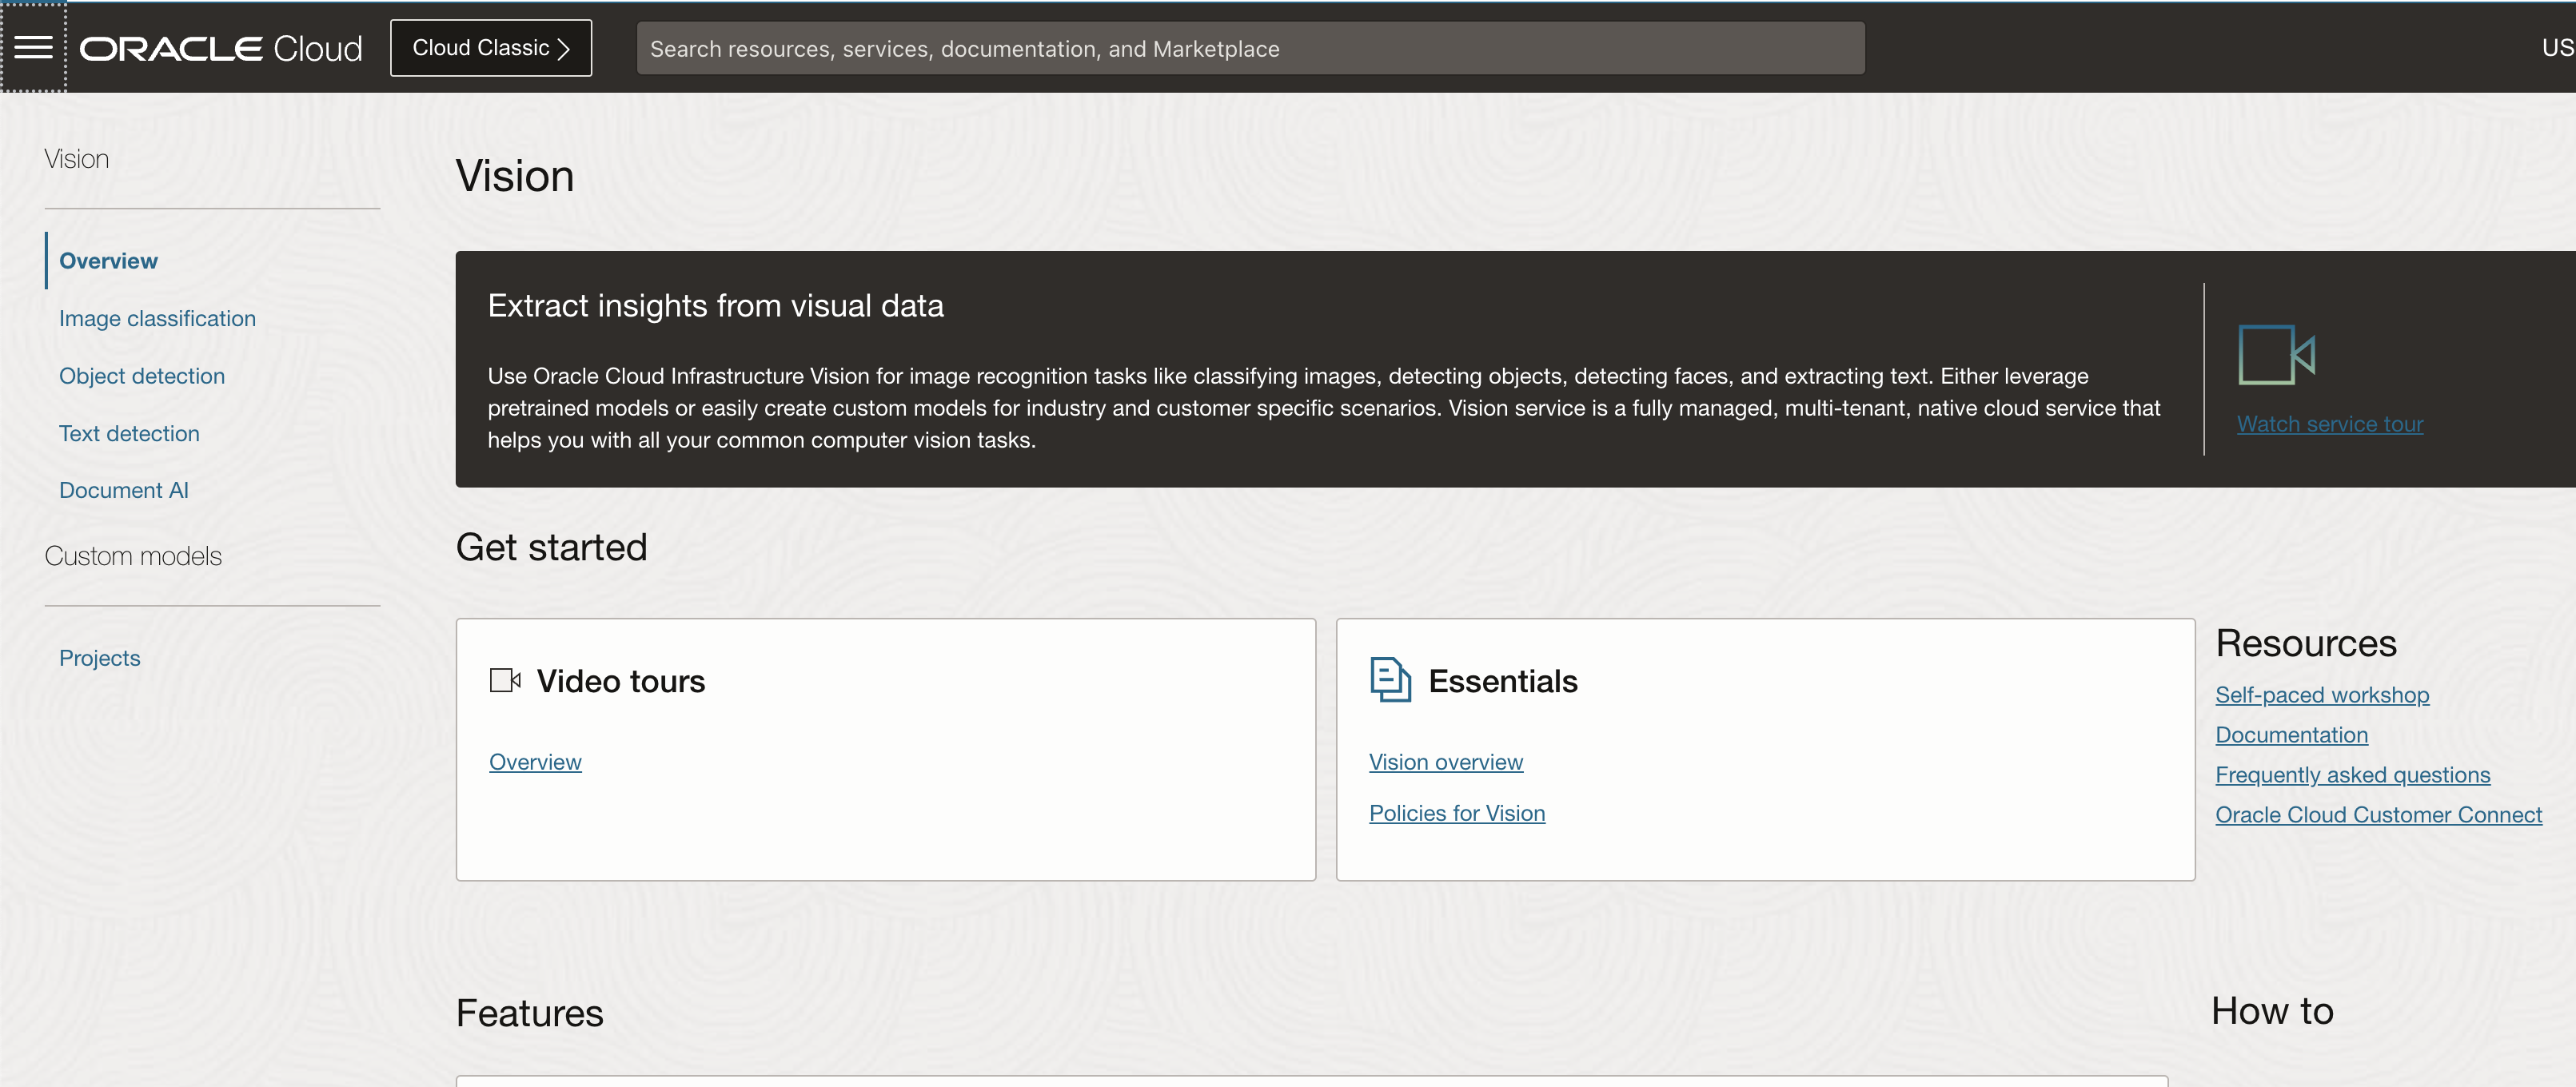 ORACLE Cloud
Cloud Classic
Search resources, services, documentation, and Marketplace
US
Vision
Overview
Image classification
Object detection
Text detection
Document AI
Custom models
Projects
Vision
Extract insights from visual data
Use Oracle Cloud Infrastructure Vision for image recognition tasks like classifying images, detecting objects, detecting faces, and extracting text. Either leverage
pretrained models or easily create custom models for industry and customer specific scenarios. Vision service is a fully managed, multi-tenant, native cloud service that
helps you with all your common computer vision tasks.
Watch service tour
Get started
Video tours
Overview
Essentials
Vision overview
Policies for Vision
Resources
Self-paced workshop
Documentation
Frequently asked questions
Oracle Cloud Customer Connect
Features
How to